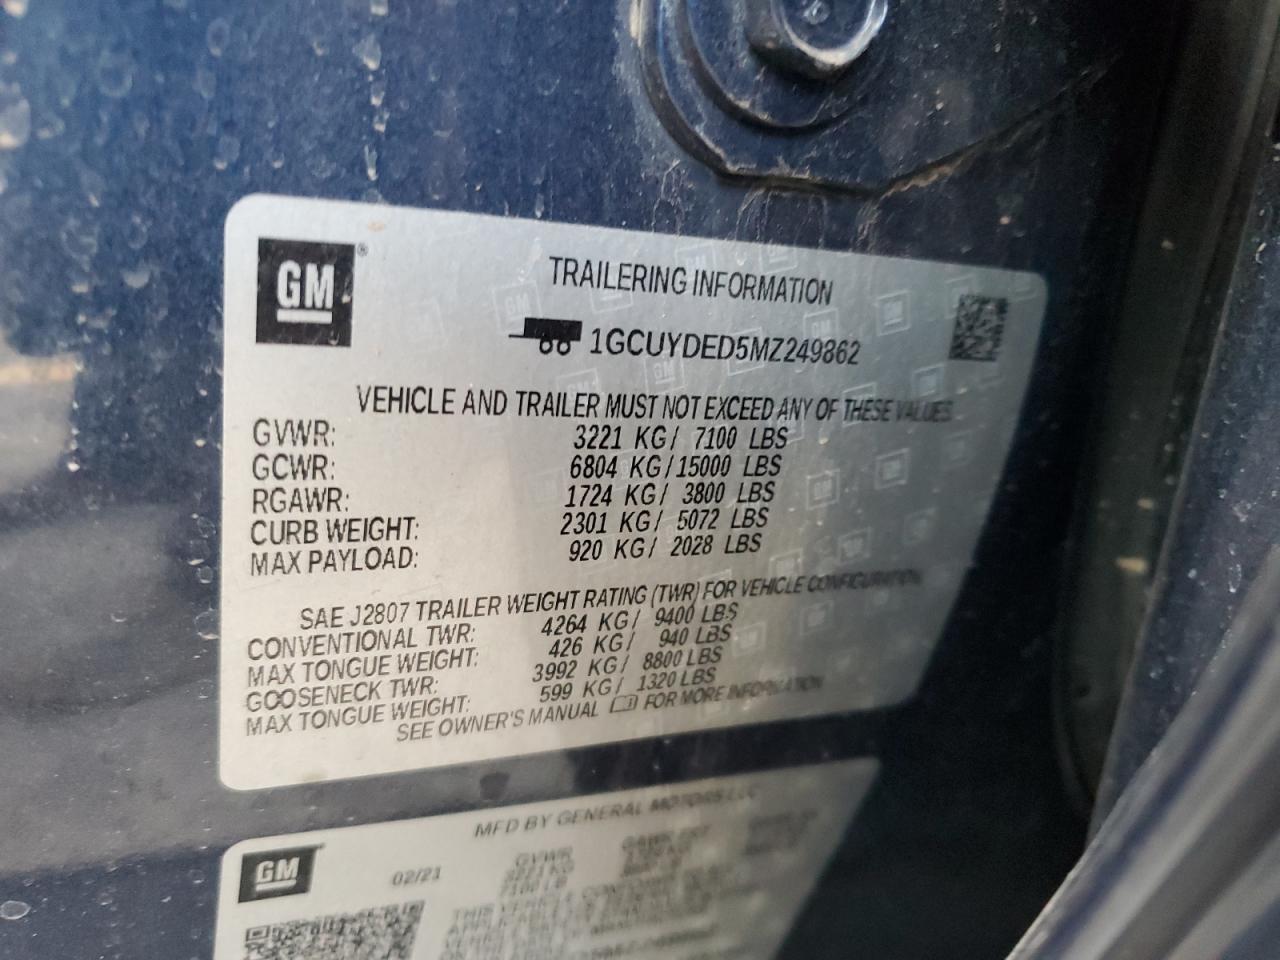 GM®
TRAILERING INFORMATION
1GCUYDED5MZ249862
VEHICLE AND TRAILER MUST NOT EXCEED ANY OF THESE VALUES
GVWR: 3221 KG/ 7100 LBS
GCWR: 6804 KG/15000 LBS
RGAWR: 1724 KG/ 3800 LBS
CURB WEIGHT: 2301 KG/ 5072 LBS
MAX PAYLOAD: 920 KG/ 2028 LBS
SAE J2807 TRAILER WEIGHT RATING (TWR) FOR VEHICLE CONFIGURATION
CONVENTIONAL TWR: 4264 KG/ 9400 LBS
MAX TONGUE WEIGHT: 426 KG/ 940 LBS
GOOSENECK TWR: 3992 KG/ 8800 LBS
MAX TONGUE WEIGHT: 599 KG/ 1320 LBS
SEE OWNER'S MANUAL FOR MORE INFORMATION
GM
MFD BY GENERAL MOTORS LLC
02/21
GVWR
3221 KG
7100 LB